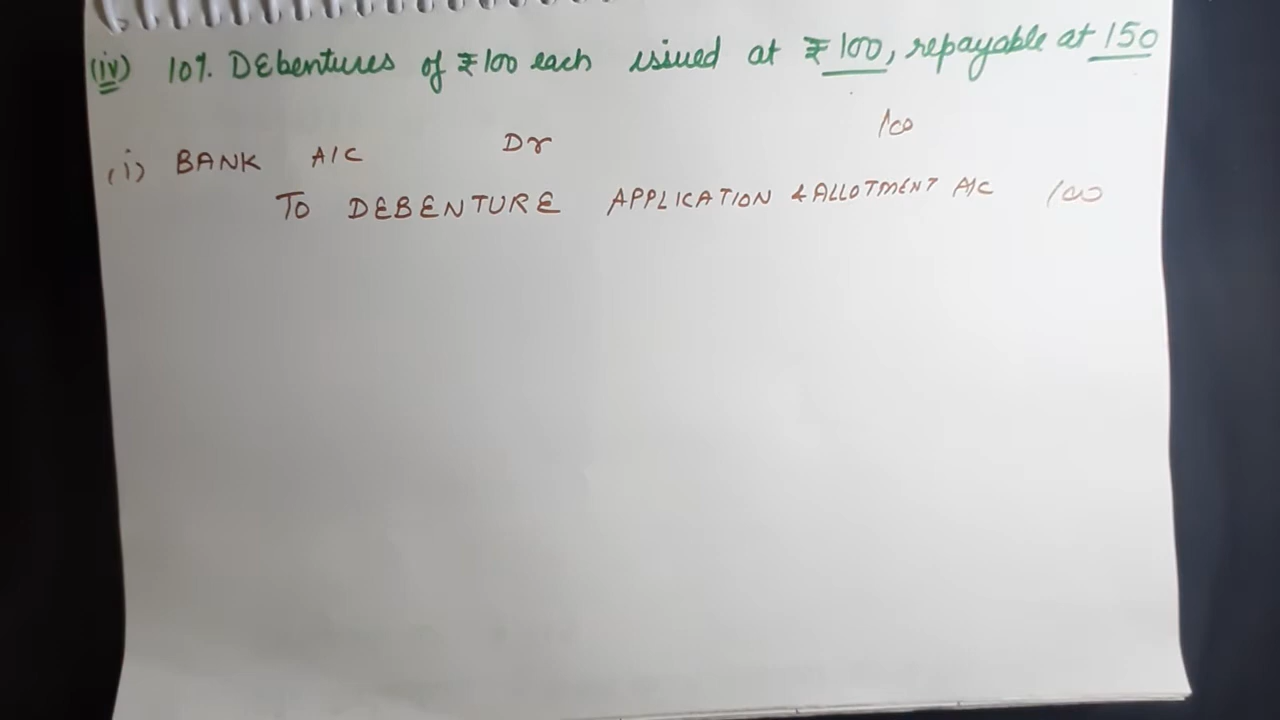 (iv) 10%. Debentures of ₹100 each issued at ₹100, repayable at 150
(i) BANK A/C Dr 100
To DEBENTURE APPLICATION & ALLOTMENT A/C 100